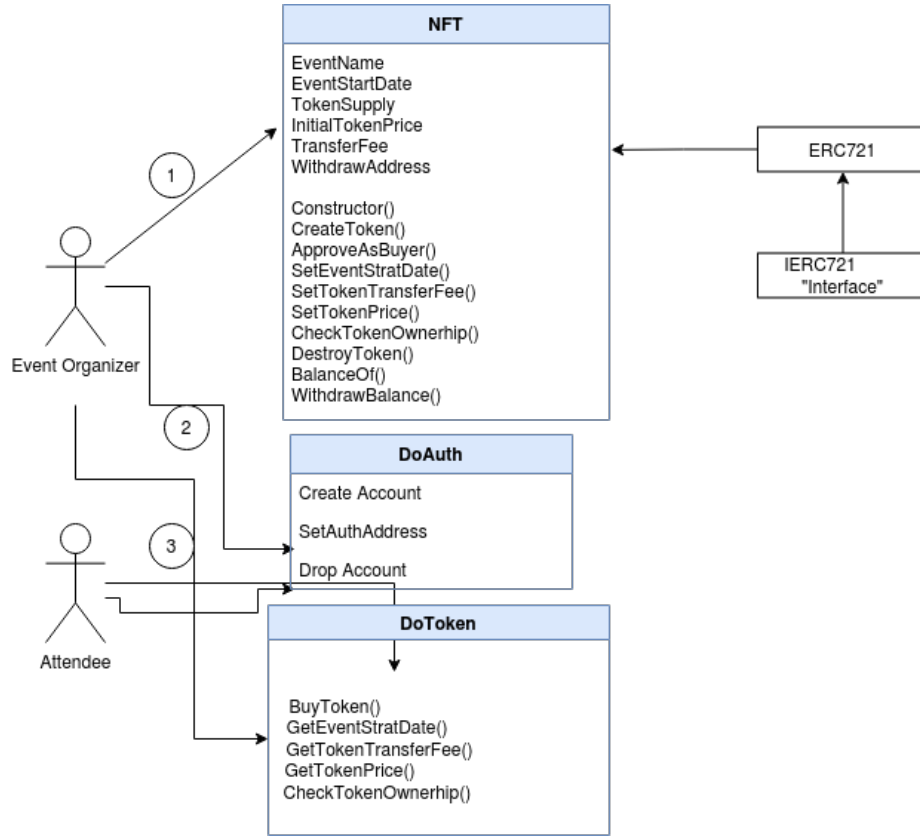 NFT
EventName
EventStartDate
TokenSupply
InitialTokenPrice
TransferFee
WithdrawAddress
Constructor()
CreateToken()
ApproveAsBuyer()
SetEventStratDate()
SetTokenTransferFee()
SetTokenPrice()
CheckTokenOwnerhip()
DestroyToken()
BalanceOf()
WithdrawBalance()
ERC721
IERC721
"Interface"
1
Event Organizer
2
DoAuth
Create Account
SetAuthAddress
Drop Account
3
Attendee
DoToken
BuyToken()
GetEventStratDate()
GetTokenTransferFee()
GetTokenPrice()
CheckTokenOwnerhip()